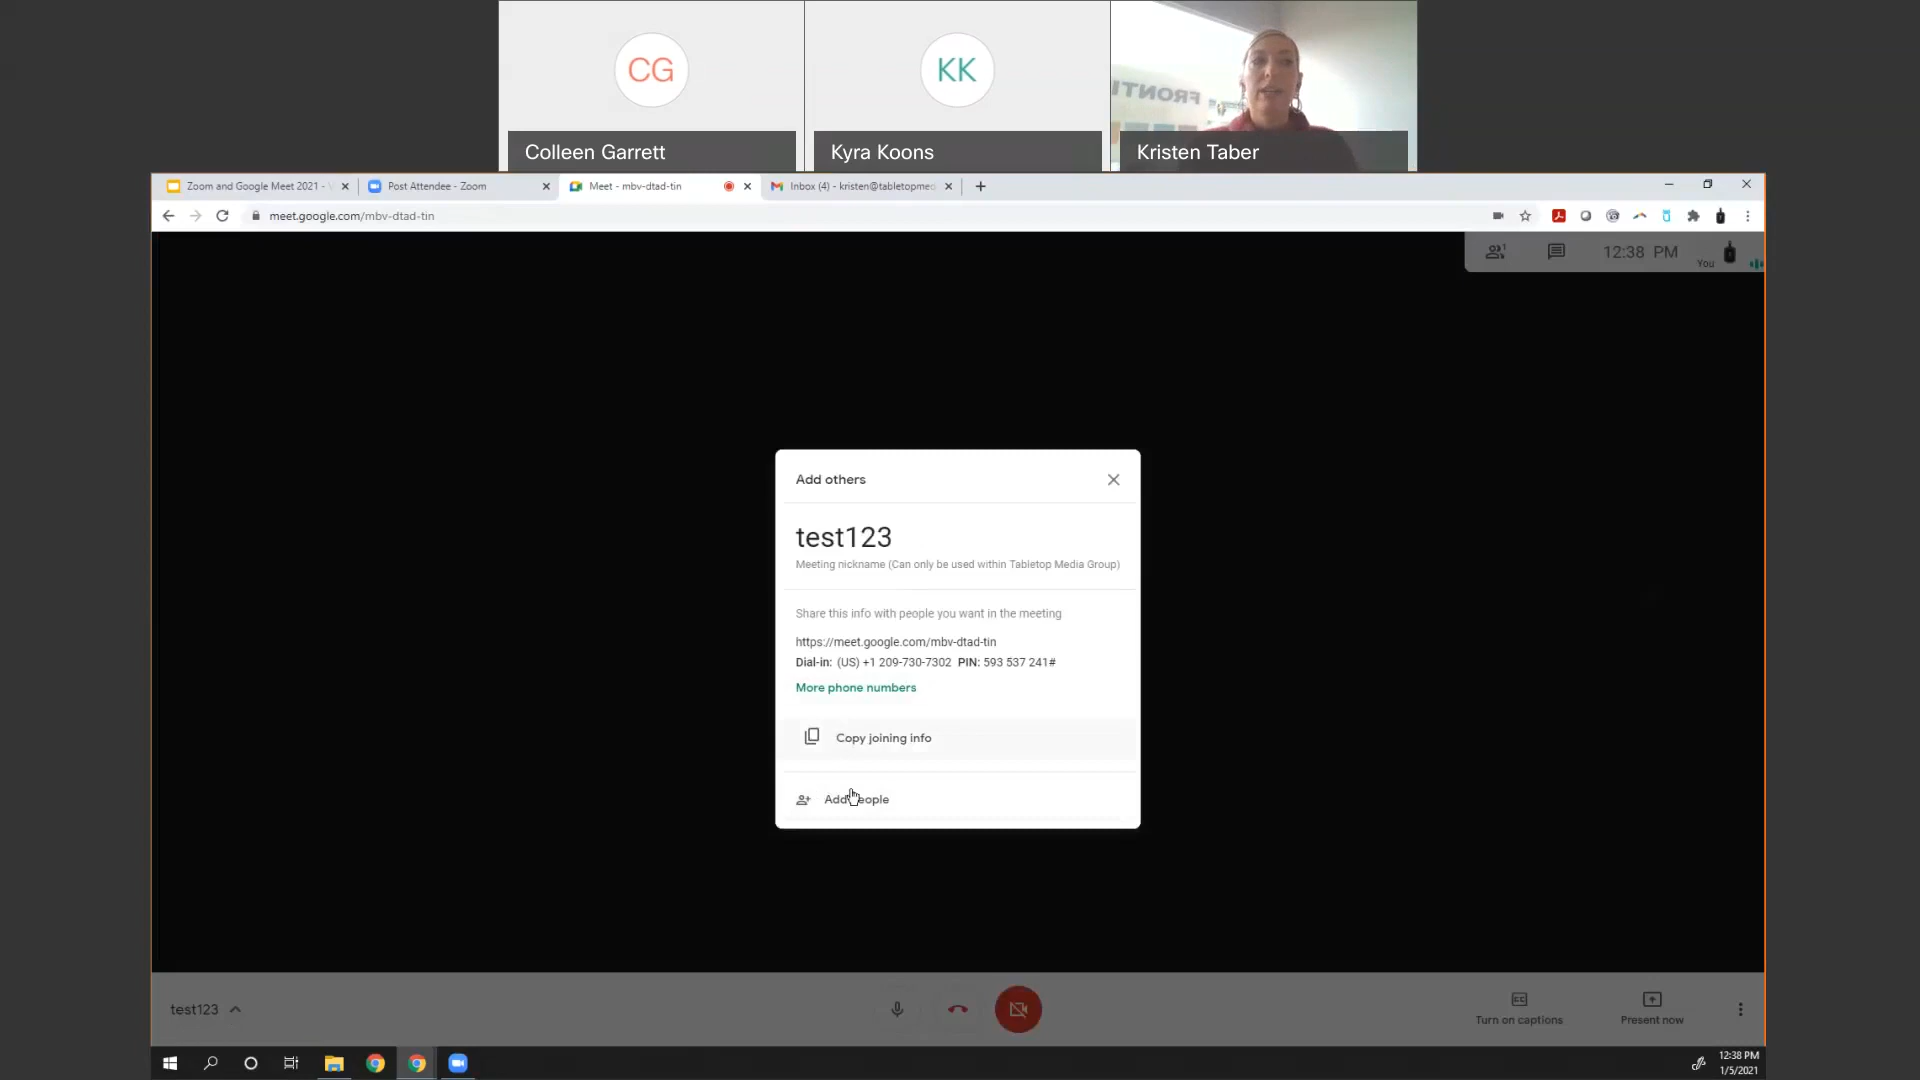 CG
KK
FRONTI
Colleen Garrett
Kyra Koons
Kristen Taber
Zoom and Google Meet 2021 -
Post Attendee - Zoom
Meet - mbv-dtad-tin
Inbox (4) - kristen@tabletopmed
meet.google.com/mbv-dtad-tin
1
12:38 PM
You
Add others
test123
Meeting nickname (Can only be used within Tabletop Media Group)
Share this info with people you want in the meeting
https://meet.google.com/mbv-dtad-tin
Dial-in: (US) +1 209-730-7302 PIN: 593 537 241#
More phone numbers
Copy joining info
Add people
test123
Turn on captions
Present now
12:38 PM
1/5/2021